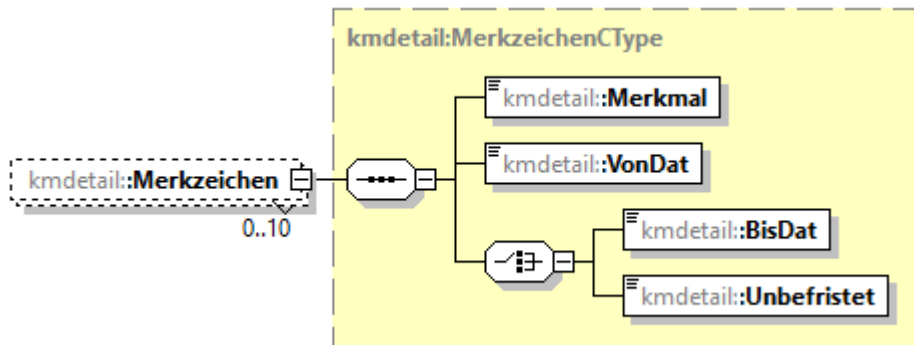 kmdetail:MerkzeichenCType
kmdetail::Merkmal
kmdetail::VonDat
kmdetail::Merkzeichen
0..10
kmdetail::BisDat
kmdetail::Unbefristet